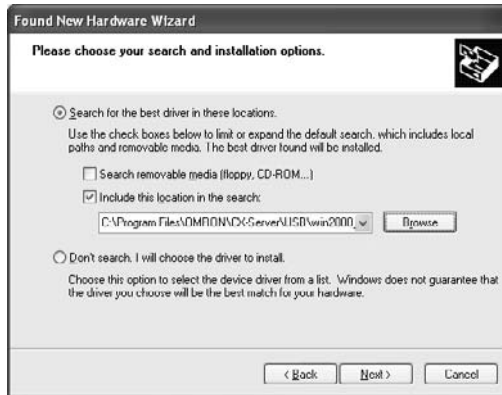 Found New Hardware Wizard
Please choose your search and installation options.
Search for the best driver in these locations.
Use the check boxes below to limit or expand the default search, which includes local
paths and removable media. The best driver found will be installed.
Search removable media (floppy, CD-ROM...)
Include this location in the search:
C:\Program Files\OMRON\CX-Server\USB\win2000_
Browse
Don't search. I will choose the driver to install.
Choose this option to select the device driver from a list. Windows does not guarantee that
the driver you choose will be the best match for your hardware.
< Back
Next >
Cancel